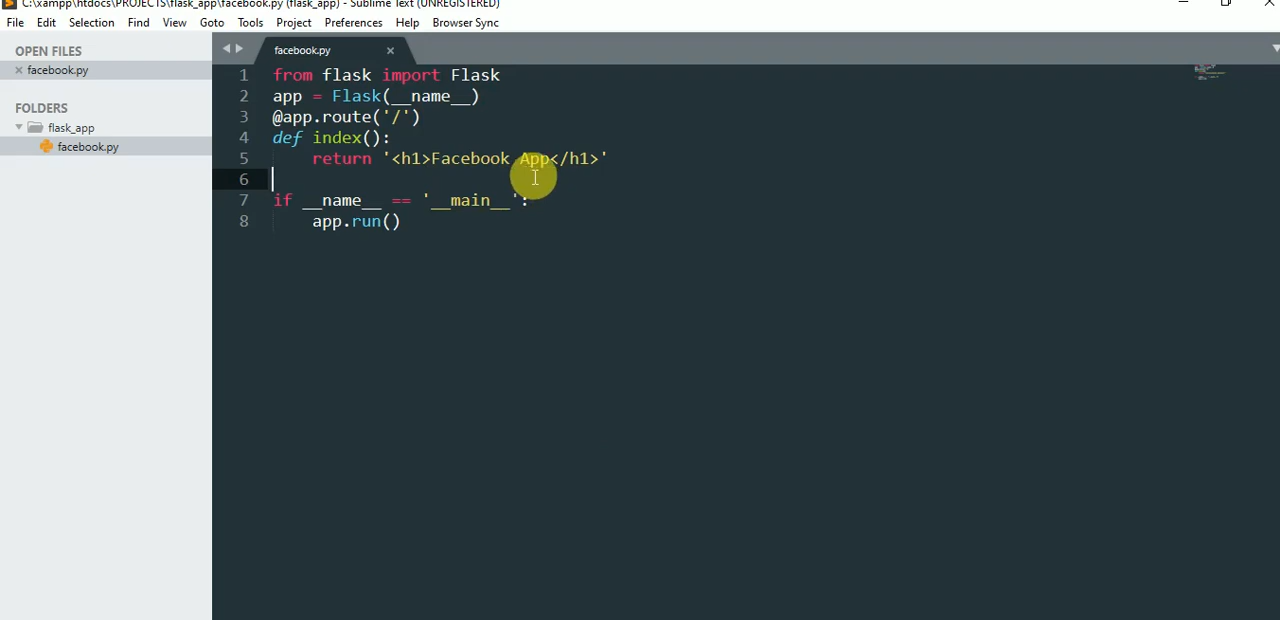 C:\xampp\htdocs\PROJECTS\flask_app\facebook.py (flask_app) - Sublime Text (UNREGISTERED)
File Edit Selection Find View Goto Tools Project Preferences Help Browser Sync
OPEN FILES
facebook.py
FOLDERS
flask_app
facebook.py
facebook.py
1 from flask import Flask
2 app = Flask(__name__)
3 @app.route('/')
4 def index():
5     return '<h1>Facebook App</h1>'
6
7 if __name__ == '__main__':
8     app.run()